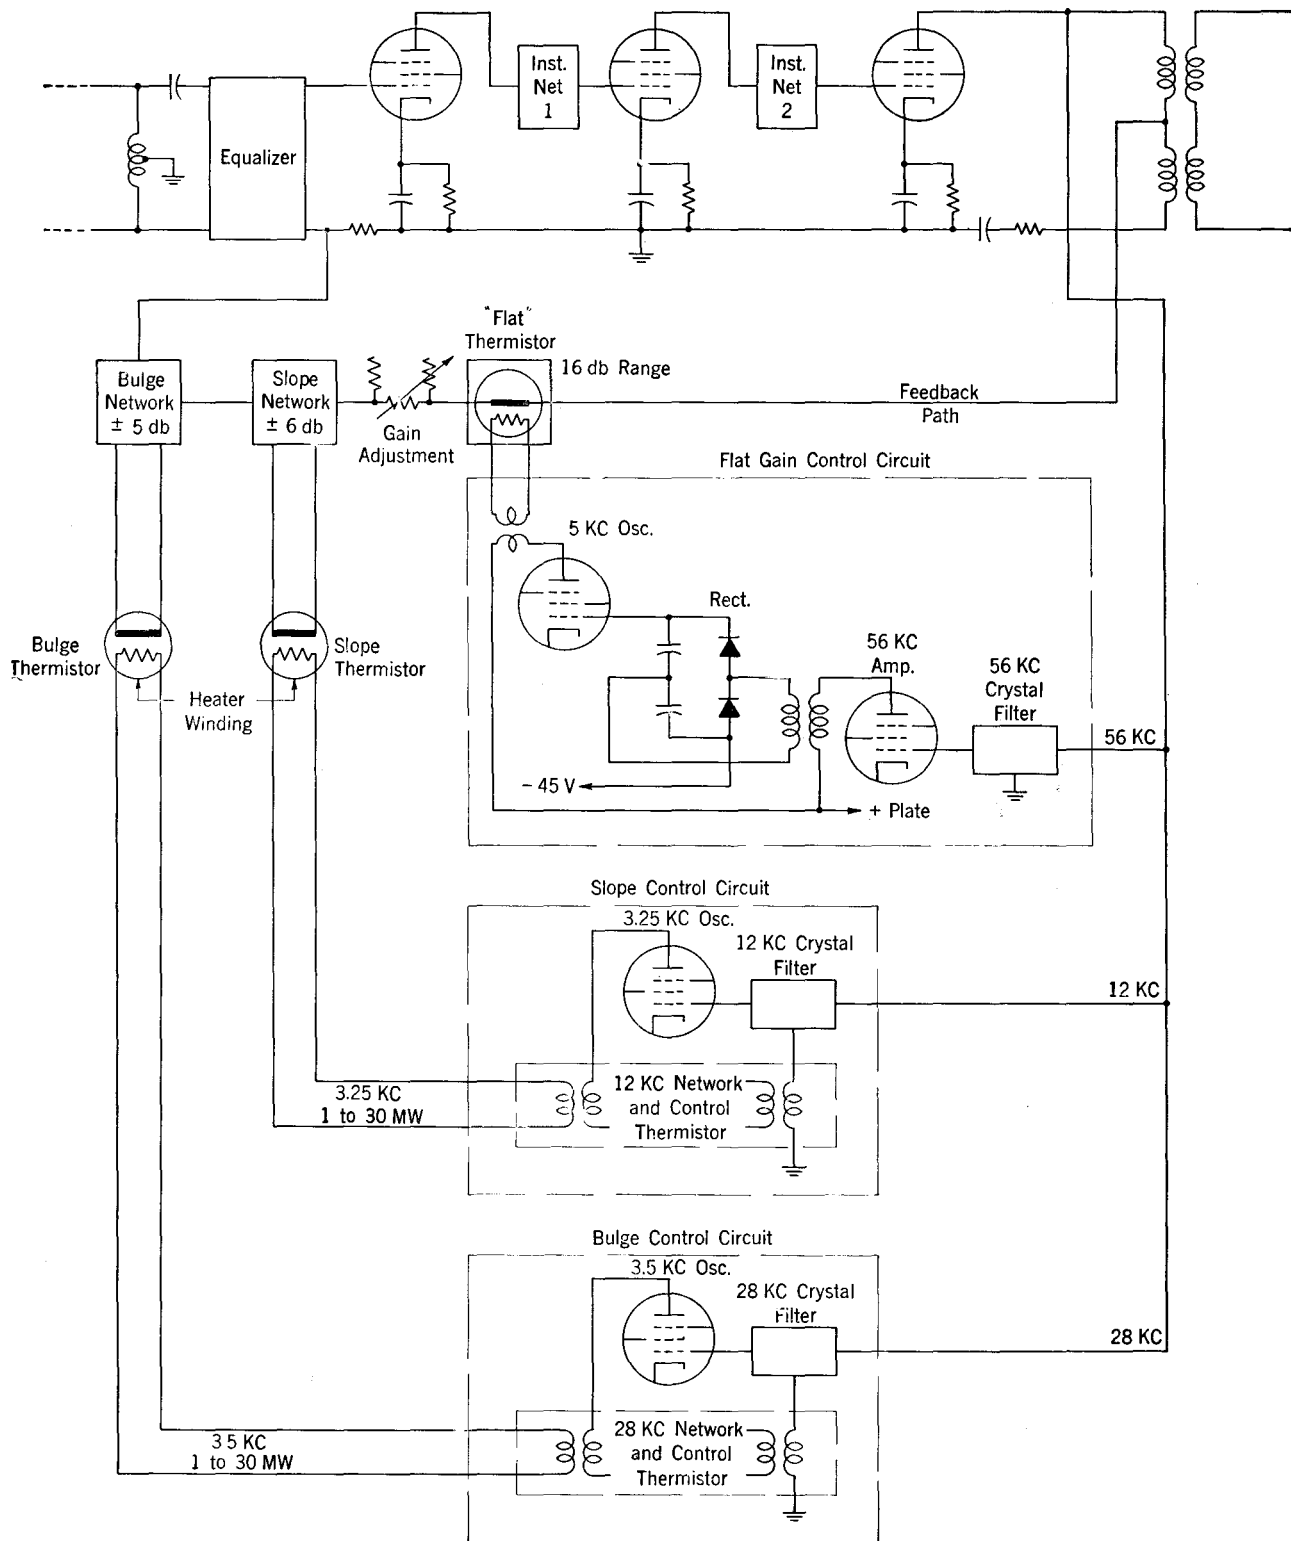 Equalizer
Inst.
Net
1
Inst.
Net
2
"Flat"
Thermistor
16 db Range
Bulge
Network
± 5 db
Slope
Network
± 6 db
Gain
Adjustment
Feedback
Path
Flat Gain Control Circuit
5 KC Osc.
Rect.
56 KC
Amp.
56 KC
Crystal
Filter
56 KC
Bulge
Thermistor
Slope
Thermistor
Heater
Winding
– 45 V
+ Plate
Slope Control Circuit
3.25 KC Osc.
12 KC Crystal
Filter
12 KC
3.25 KC
1 to 30 MW
12 KC Network
and Control
Thermistor
Bulge Control Circuit
3.5 KC Osc.
28 KC Crystal
Filter
28 KC
3 5 KC
1 to 30 MW
28 KC Network
and Control
Thermistor